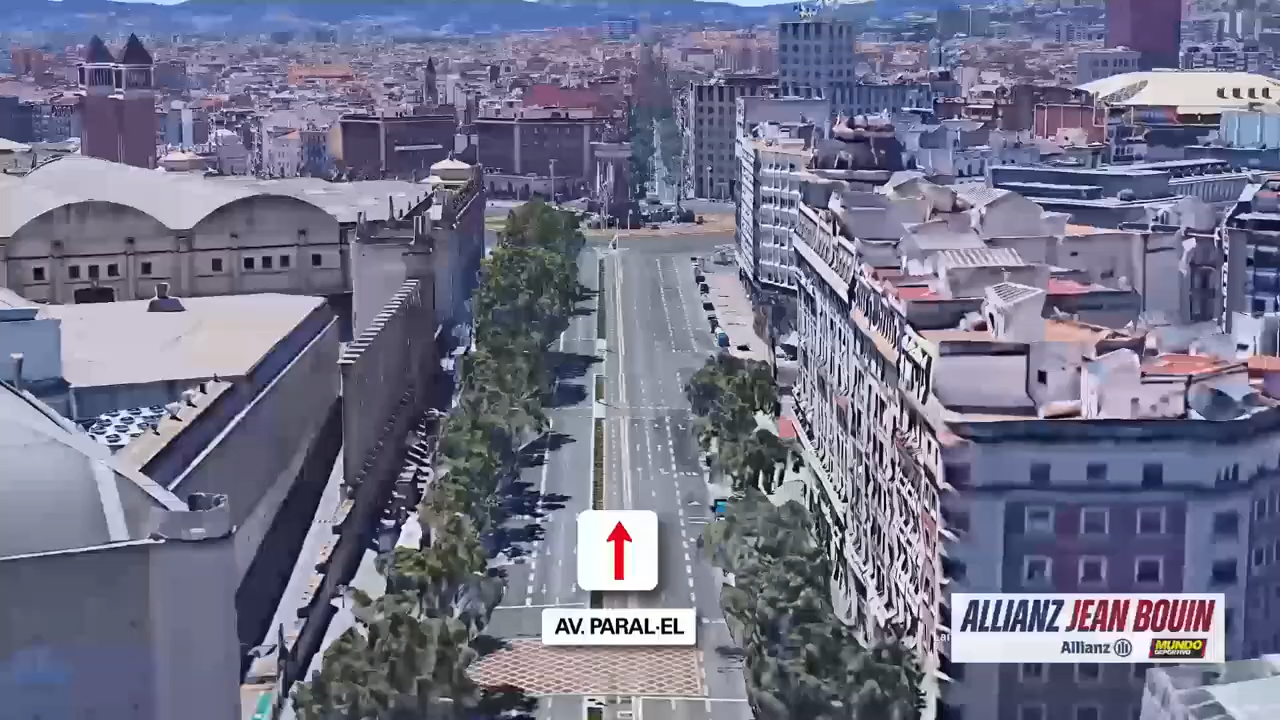 AV. PARAL·EL
ALLIANZ JEAN BOUIN
Allianz
MUNDO
DEPORTIVO